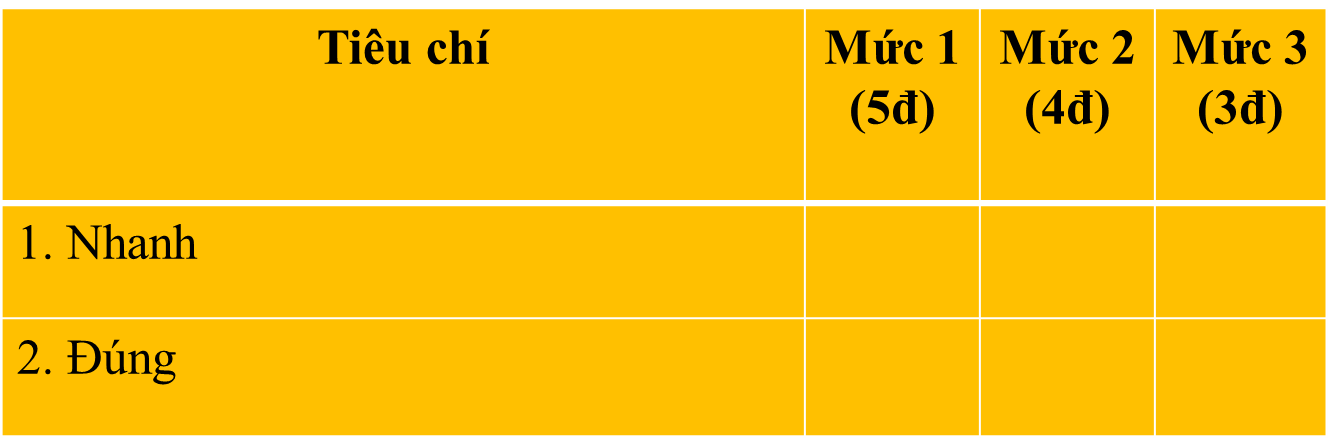 Tiêu chí Mức 1 Mức 2 Mức 3
(5đ) (4đ) (3đ)
1. Nhanh
2. Đúng